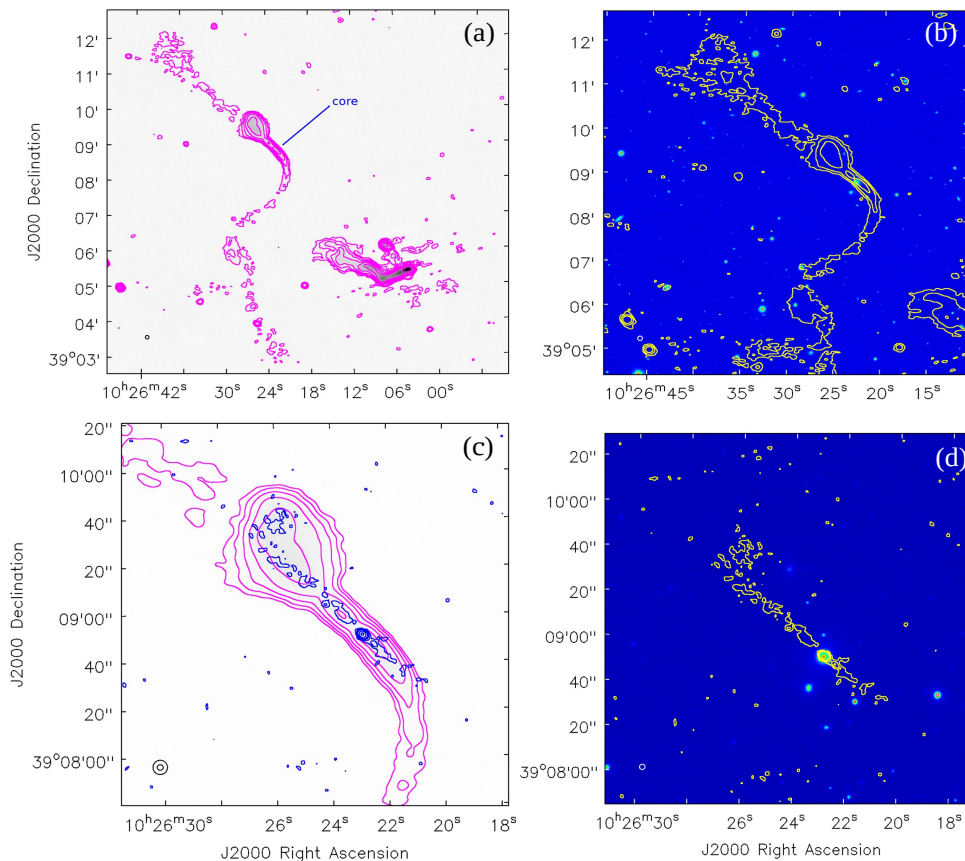 (a)
core
12'
11'
10'
09'
08'
07'
06'
05'
04'
39°03'
J2000 Declination
10ʰ26ᵐ42ˢ 30ˢ 24ˢ 18ˢ 12ˢ 06ˢ 00ˢ
(b)
12'
11'
10'
09'
08'
07'
06'
39°05'
10ʰ26ᵐ45ˢ 35ˢ 30ˢ 25ˢ 20ˢ 15ˢ
(c)
20"
10'00"
40"
20"
09'00"
40"
20"
39°08'00"
J2000 Declination
10ʰ26ᵐ30ˢ 26ˢ 24ˢ 22ˢ 20ˢ 18ˢ
J2000 Right Ascension
(d)
20"
10'00"
40"
20"
09'00"
40"
20"
39°08'00"
10ʰ26ᵐ30ˢ 26ˢ 24ˢ 22ˢ 20ˢ 18ˢ
J2000 Right Ascension